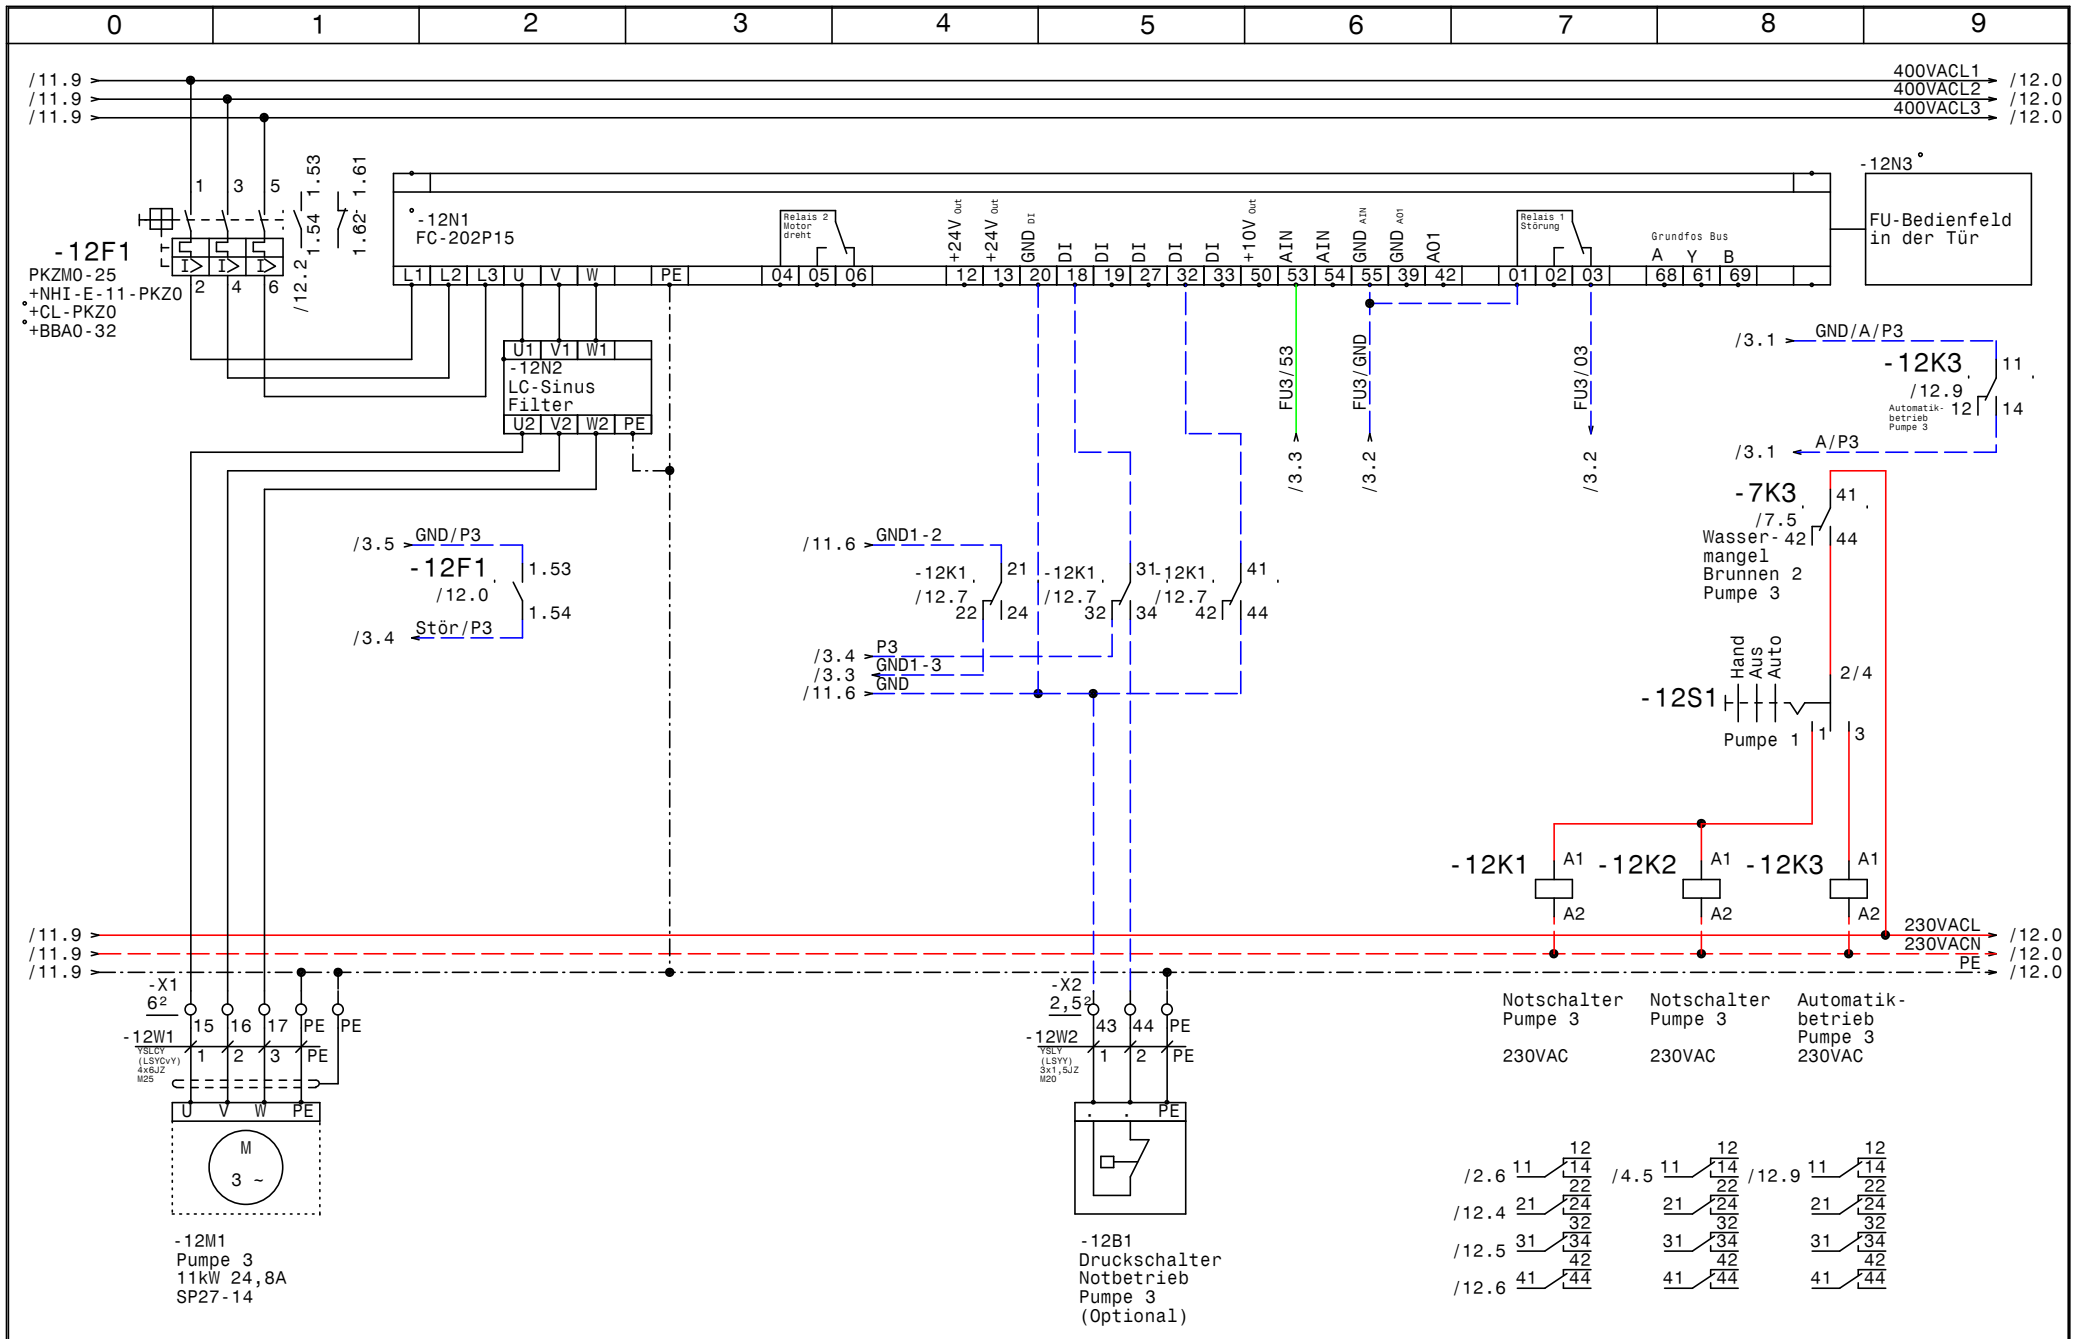 0 1 2 3 4 5 6 7 8 9
/11.9 400VACL1 /12.0
/11.9 400VACL2 /12.0
/11.9 400VACL3 /12.0
1 3 5 1.53 1.61
1.54 1.62
2 4 6 /12.2
-12F1
PKZM0-25
+NHI-E-11-PKZ0
+CL-PKZ0
+BBA0-32
-12N1
FC-202P15
Relais 2
Motor
dreht
+24V Out
+24V Out
GND DI
DI
DI
DI
DI
DI
+10V Out
AIN
AIN
GND AIN
GND AO1
AO1
Relais 1
Störung
Grundfos Bus
A Y B
L1 L2 L3 U V W PE 04 05 06 12 13 20 18 19 27 32 33 50 53 54 55 39 42 01 02 03 68 61 69
-12N3
FU-Bedienfeld
in der Tür
U1 V1 W1
-12N2
LC-Sinus
Filter
U2 V2 W2 PE
FU3/53
/3.3
FU3/GND
/3.2
FU3/03
/3.2
/3.1 GND/A/P3
-12K3 11
/12.9
Automatik-
betrieb
Pumpe 3
12 14
/3.1 A/P3
-7K3 41
/7.5
42 44
Wasser-
mangel
Brunnen 2
Pumpe 3
/3.5 GND/P3
-12F1 1.53
/12.0
1.54
/3.4 Stör/P3
/11.6 GND1-2
-12K1 21
/12.7
22 24
-12K1 31
/12.7
32 34
-12K1 41
/12.7
42 44
/3.4 P3
/3.3 GND1-3
/11.6 GND
Hand
Aus
Auto
2/4
-12S1
Pumpe 1 1 3
-12K1 A1 -12K2 A1 -12K3 A1
A2 A2 A2
/11.9 230VACL /12.0
/11.9 230VACN /12.0
/11.9 PE /12.0
-X1
6²
15 16 17 PE PE
-12W1
YSLCY
(LSYCvY)
4x6JZ
M25
1 2 3 PE
U V W PE
M
3 ~
-12M1
Pumpe 3
11kW 24,8A
SP27-14
-X2
2,5²
43 44 PE
-12W2
YSLY
(LSYY)
3x1,5JZ
M20
1 2 PE
. . PE
-12B1
Druckschalter
Notbetrieb
Pumpe 3
(Optional)
Notschalter
Pumpe 3
230VAC
Notschalter
Pumpe 3
230VAC
Automatik-
betrieb
Pumpe 3
230VAC
12 12 12
/2.6 11 14 /4.5 11 14 /12.9 11 14
22 22 22
/12.4 21 24 21 24 21 24
32 32 32
/12.5 31 34 31 34 31 34
42 42 42
/12.6 41 44 41 44 41 44